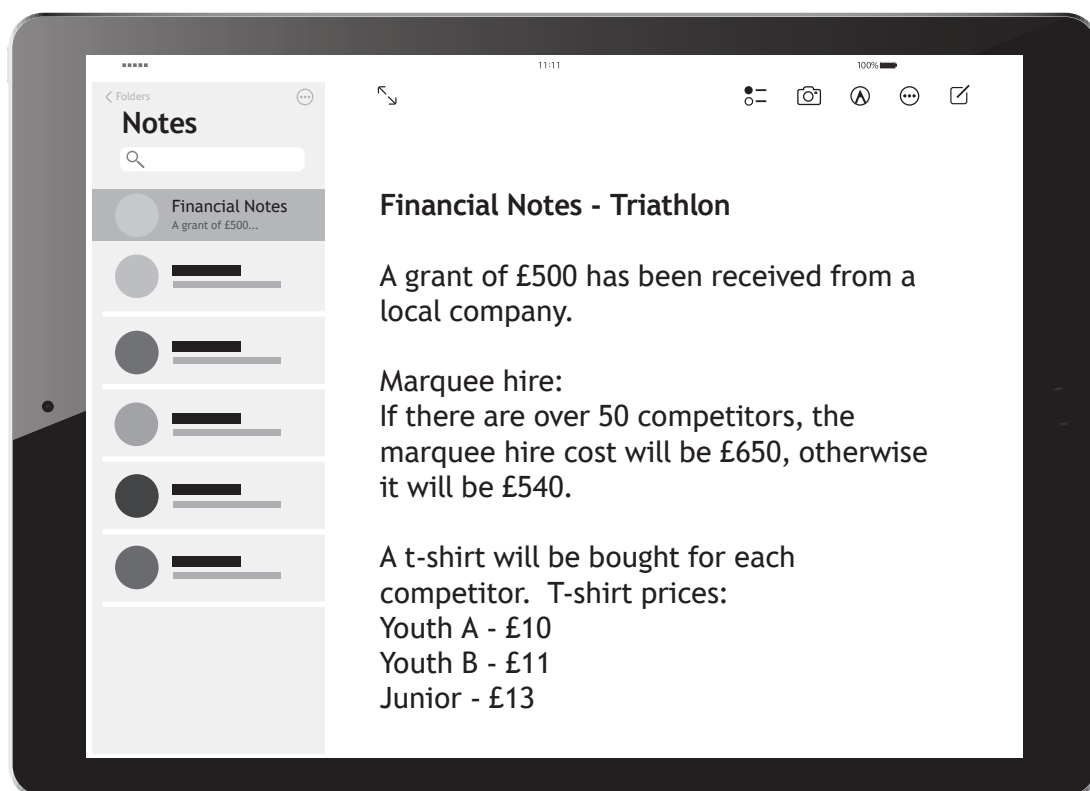 11:11
100%
Folders
Notes
Financial Notes
A grant of £500...
Financial Notes - Triathlon
A grant of £500 has been received from a
local company.
Marquee hire:
If there are over 50 competitors, the
marquee hire cost will be £650, otherwise
it will be £540.
A t-shirt will be bought for each
competitor.  T-shirt prices:
Youth A - £10
Youth B - £11
Junior - £13